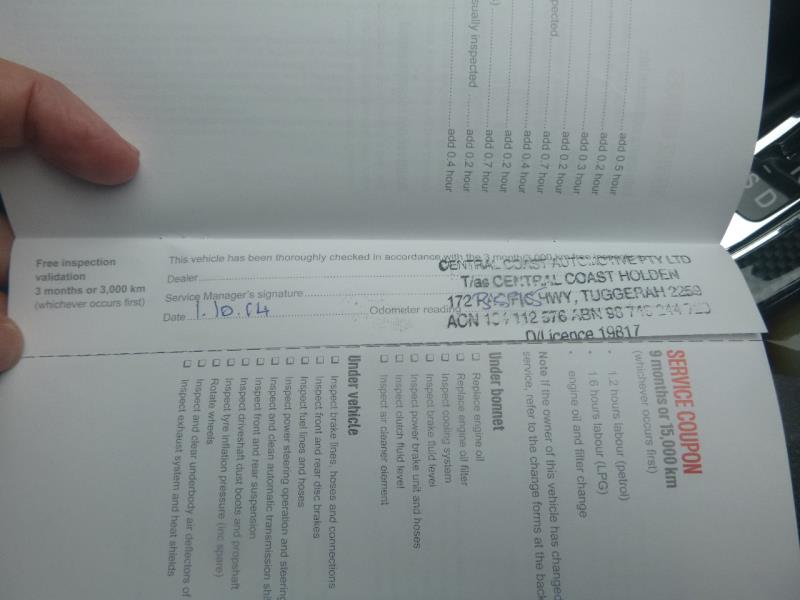 Free inspection
validation
3 months or 3,000 km
(whichever occurs first)
This vehicle has been thoroughly checked in accordance with the 3 month/3,000
Dealer
Service Manager's signature
Date 1.10.14 Odometer reading
CENTRAL COAST AUTOMOTIVE PTY LTD
T/as CENTRAL COAST HOLDEN
172 PACIFIC HWY, TUGGERAH 2259
ACN 112 576 ABN 93
D/Licence 19817
SERVICE COUPON
9 months or 15,000 km
(whichever occurs first)
• 1.2 hours labour (petrol)
• 1.6 hours labour (LPG)
• engine oil and filter change
Note If the owner of this vehicle has changed
service, refer to the change forms at the back
Under bonnet
Replace engine oil
Replace engine oil filter
Inspect cooling system
Inspect brake fluid level
Inspect power brake unit and hoses
Inspect clutch fluid level
Inspect air cleaner element
Under vehicle
Inspect brake lines, hoses and connections
Inspect front and rear disc brakes
Inspect fuel lines and hoses
Inspect power steering operation and steering
Inspect and clean automatic transmission shi
Inspect front and rear suspension
Inspect driveshaft dust boots and propshaft
Inspect tyre inflation pressure (inc spare)
Rotate wheels
Inspect and clear underbody air deflectors of
Inspect exhaust system and heat shields
add 0.5 hour
add 0.2 hour
add 0.3 hour
add 0.2 hour
pected add 0.7 hour
add 0.4 hour
add 0.2 hour
add 0.7 hour
sually inspected add 0.2 hour
add 0.4 hour
S D